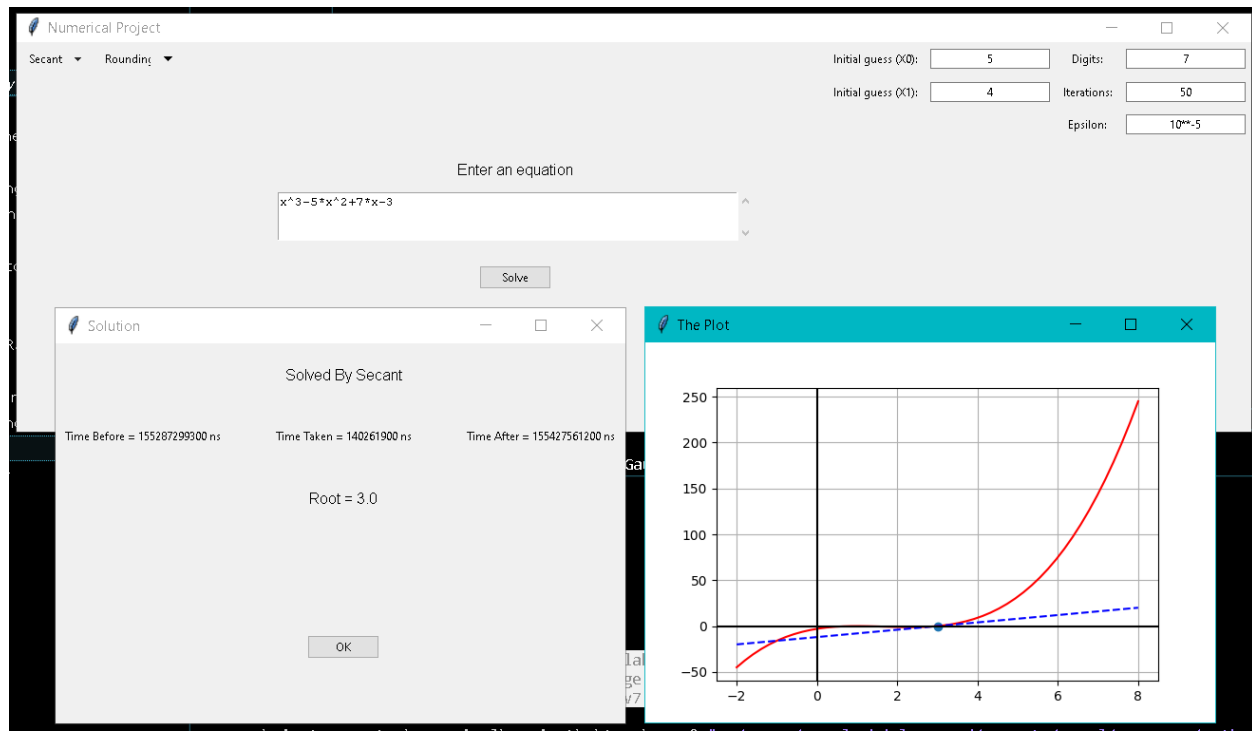 Numerical Project
Secant Rounding Initial guess (X0): 5 Digits: 7
Initial guess (X1): 4 Iterations: 50
Epsilon: 10**-5
Enter an equation
x^3-5*x^2+7*x-3
Solve
Solution
Solved By Secant
Time Before = 155287299300 ns Time Taken = 140261900 ns Time After = 155427561200 ns
Root = 3.0
OK
The Plot
250
200
150
100
50
0
−50
−2 0 2 4 6 8